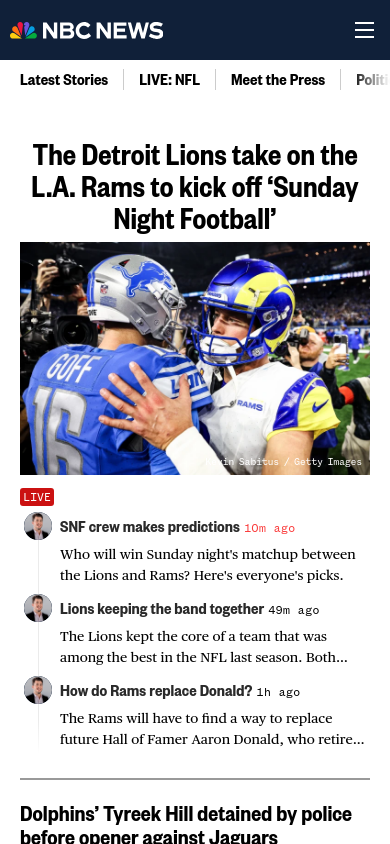 NBC NEWS
Latest Stories
LIVE: NFL
Meet the Press
The Detroit Lions take on the
L.A. Rams to kick off ‘Sunday
Night Football’
GOFF
16
RAMS
Sabitus / Getty Images
LIVE
SNF crew makes predictions 10m ago
Who will win Sunday night's matchup between
the Lions and Rams? Here's everyone's picks.
Lions keeping the band together 49m ago
The Lions kept the core of a team that was
among the best in the NFL last season. Both...
How do Rams replace Donald? 1h ago
The Rams will have to find a way to replace
future Hall of Famer Aaron Donald, who retire...
Dolphins’ Tyreek Hill detained by police
before opener against Jaguars